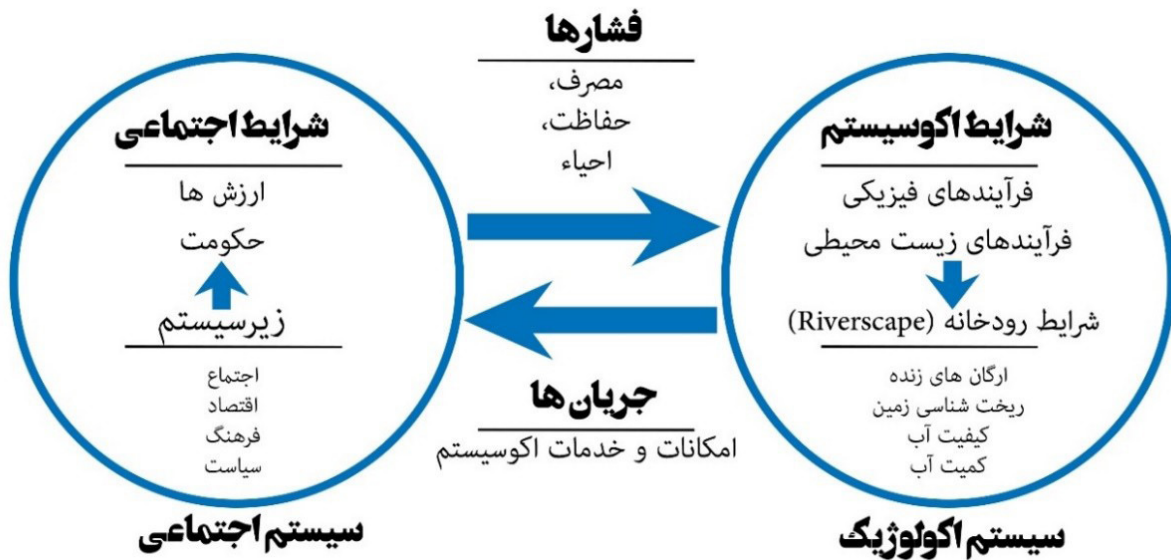 فشارها
مصرف،
حفاظت،
احیاء
شرایط اکوسیستم
فرآیندهای فیزیکی
فرآیندهای زیست محیطی
شرایط رودخانه (Riverscape)
ارگان های زنده
ریخت شناسی زمین
کیفیت آب
کمیت آب
سیستم اکولوژیک
شرایط اجتماعی
ارزش ها
حکومت
زیرسیستم
اجتماع
اقتصاد
فرهنگ
سیاست
سیستم اجتماعی
جریان ها
امکانات و خدمات اکوسیستم